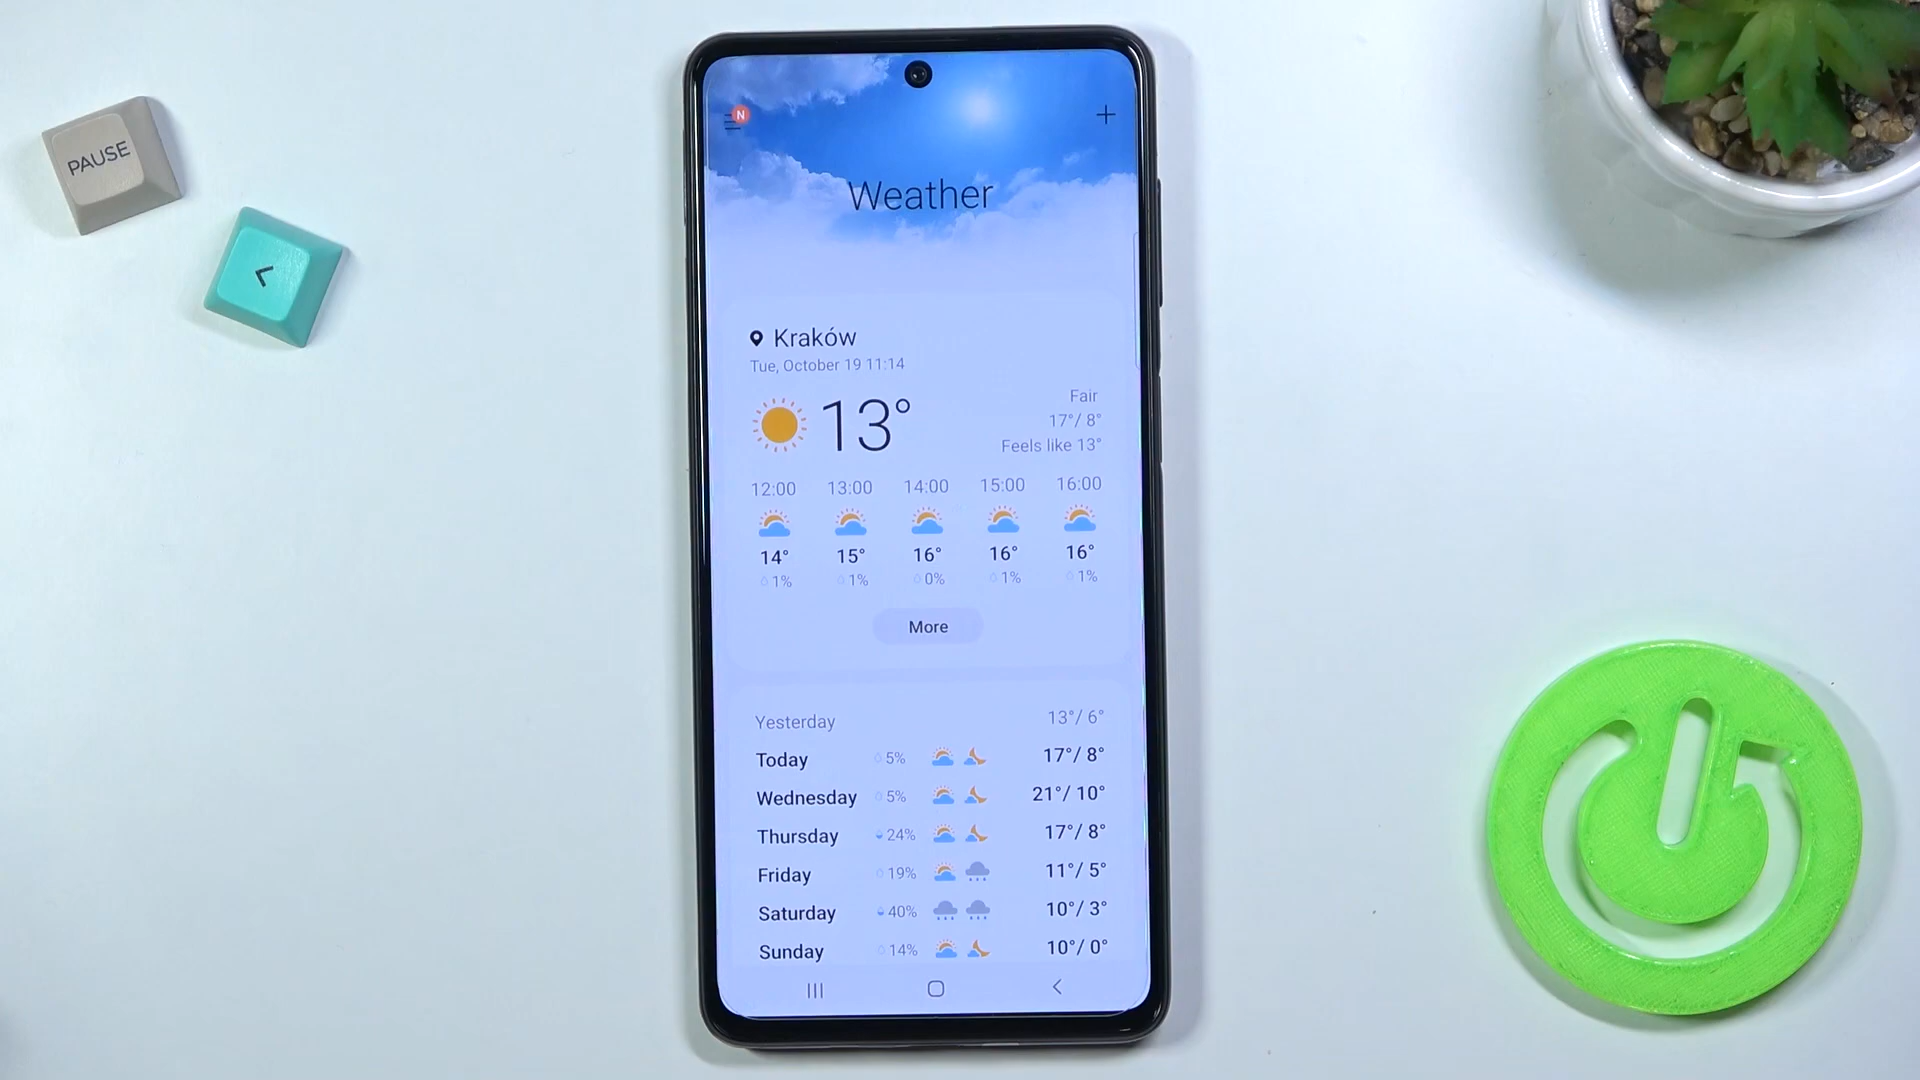 PAUSE
<
N
+
Weather
Kraków
Tue, October 19 11:14
13°
Fair
17°/ 8°
Feels like 13°
12:00 13:00 14:00 15:00 16:00
14° 15° 16° 16° 16°
1% 1% 0% 1% 1%
More
Yesterday 13°/ 6°
Today 5% 17°/ 8°
Wednesday 5% 21°/ 10°
Thursday 24% 17°/ 8°
Friday 19% 11°/ 5°
Saturday 40% 10°/ 3°
Sunday 14% 10°/ 0°